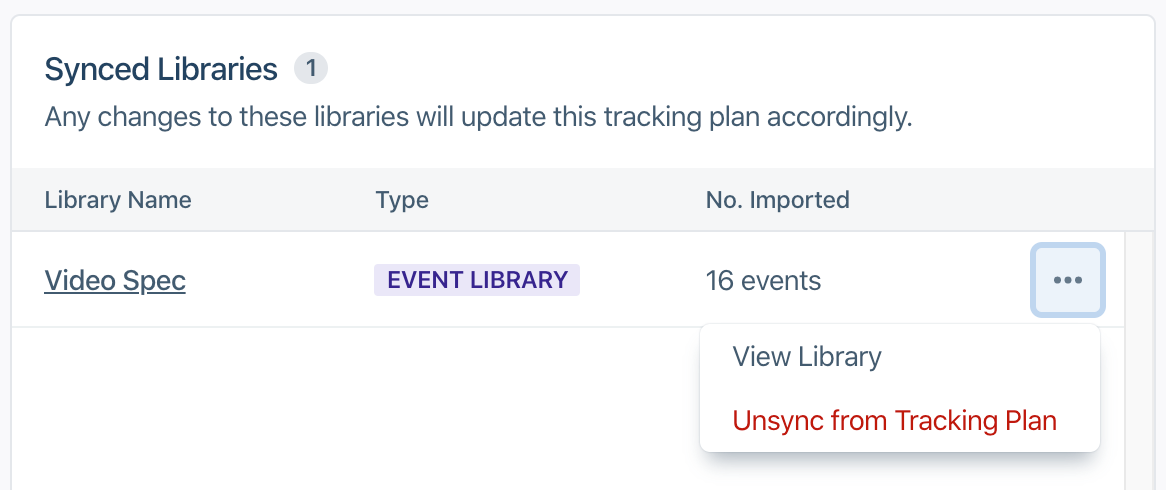 Synced Libraries 1
Any changes to these libraries will update this tracking plan accordingly.
Library Name Type No. Imported
Video Spec EVENT LIBRARY 16 events
View Library
Unsync from Tracking Plan